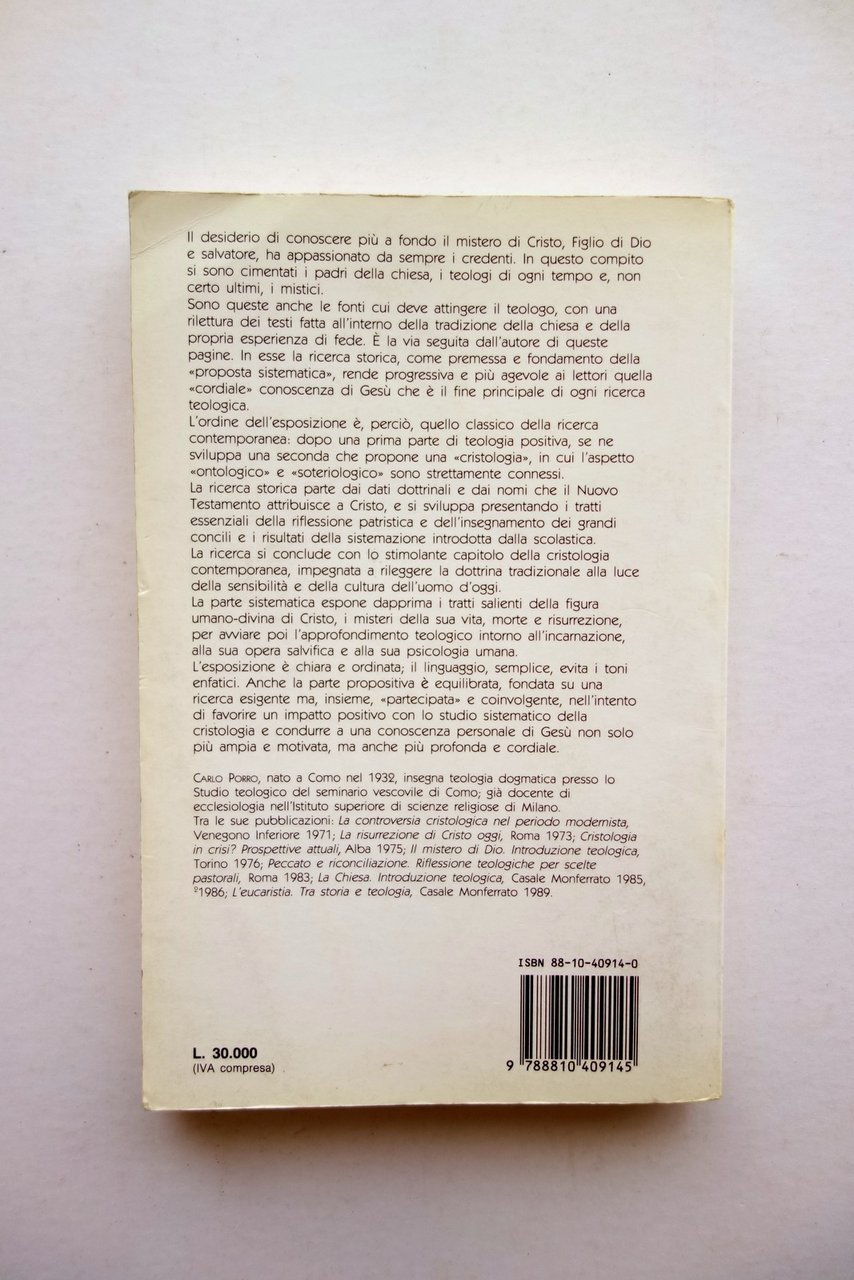 Il desiderio di conoscere più a fondo il mistero di Cristo, Figlio di Dio
e salvatore, ha appassionato da sempre i credenti. In questo compito
si sono cimentati i padri della chiesa, i teologi di ogni tempo e, non
certo ultimi, i mistici.
Sono queste anche le fonti cui deve attingere il teologo, con una
rilettura dei testi fatta all'interno della tradizione della chiesa e della
propria esperienza di fede. È la via seguita dall'autore di queste
pagine. In esse la ricerca storica, come premessa e fondamento della
«proposta sistematica», rende progressiva e più agevole ai lettori quella
«cordiale» conoscenza di Gesù che è il fine principale di ogni ricerca
teologica.
L'ordine dell'esposizione è, perciò, quello classico della ricerca
contemporanea: dopo una prima parte di teologia positiva, se ne
sviluppa una seconda che propone una «cristologia», in cui l'aspetto
«ontologico» e «soteriologico» sono strettamente connessi.
La ricerca storica parte dai dati dottrinali e dai nomi che il Nuovo
Testamento attribuisce a Cristo, e si sviluppa presentando i tratti
essenziali della riflessione patristica e dell'insegnamento dei grandi
concili e i risultati della sistemazione introdotta dalla scolastica.
La ricerca si conclude con lo stimolante capitolo della cristologia
contemporanea, impegnata a rileggere la dottrina tradizionale alla luce
della sensibilità e della cultura dell'uomo d'oggi.
La parte sistematica espone dapprima i tratti salienti della figura
umano-divina di Cristo, i misteri della sua vita, morte e risurrezione,
per avviare poi l'approfondimento teologico intorno all'incarnazione,
alla sua opera salvifica e alla sua psicologia umana.
L'esposizione è chiara e ordinata; il linguaggio, semplice, evita i toni
enfatici. Anche la parte propositiva è equilibrata, fondata su una
ricerca esigente ma, insieme, «partecipata» e coinvolgente, nell'intento
di favorire un impatto positivo con lo studio sistematico della
cristologia e condurre a una conoscenza personale di Gesù non solo
più ampia e motivata, ma anche più profonda e cordiale.
CARLO PORRO, nato a Como nel 1932, insegna teologia dogmatica presso lo
Studio teologico del seminario vescovile di Como; già docente di
ecclesiologia nell'Istituto superiore di scienze religiose di Milano.
Tra le sue pubblicazioni: La controversia cristologica nel periodo modernista,
Venegono Inferiore 1971; La risurrezione di Cristo oggi, Roma 1973; Cristologia
in crisi? Prospettive attuali, Alba 1975; Il mistero di Dio. Introduzione teologica,
Torino 1976; Peccato e riconciliazione. Riflessione teologiche per scelte
pastorali, Roma 1983; La Chiesa. Introduzione teologica, Casale Monferrato 1985,
²1986; L'eucaristia. Tra storia e teologia, Casale Monferrato 1989.
ISBN 88-10-40914-0
9 788810 409145
L. 30.000
(IVA compresa)